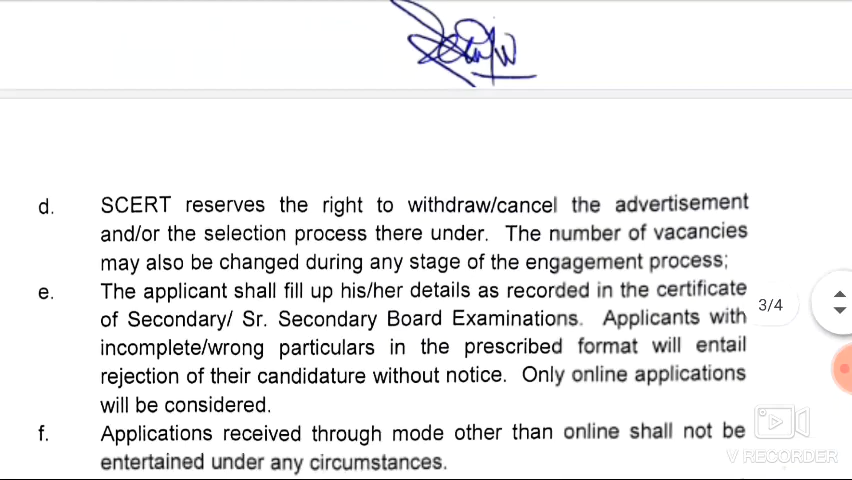 d. SCERT reserves the right to withdraw/cancel the advertisement
and/or the selection process there under. The number of vacancies
may also be changed during any stage of the engagement process;
e. The applicant shall fill up his/her details as recorded in the certificate
of Secondary/ Sr. Secondary Board Examinations. Applicants with
incomplete/wrong particulars in the prescribed format will entail
rejection of their candidature without notice. Only online applications
will be considered.
f. Applications received through mode other than online shall not be
entertained under any circumstances.
3/4
V RECORDER